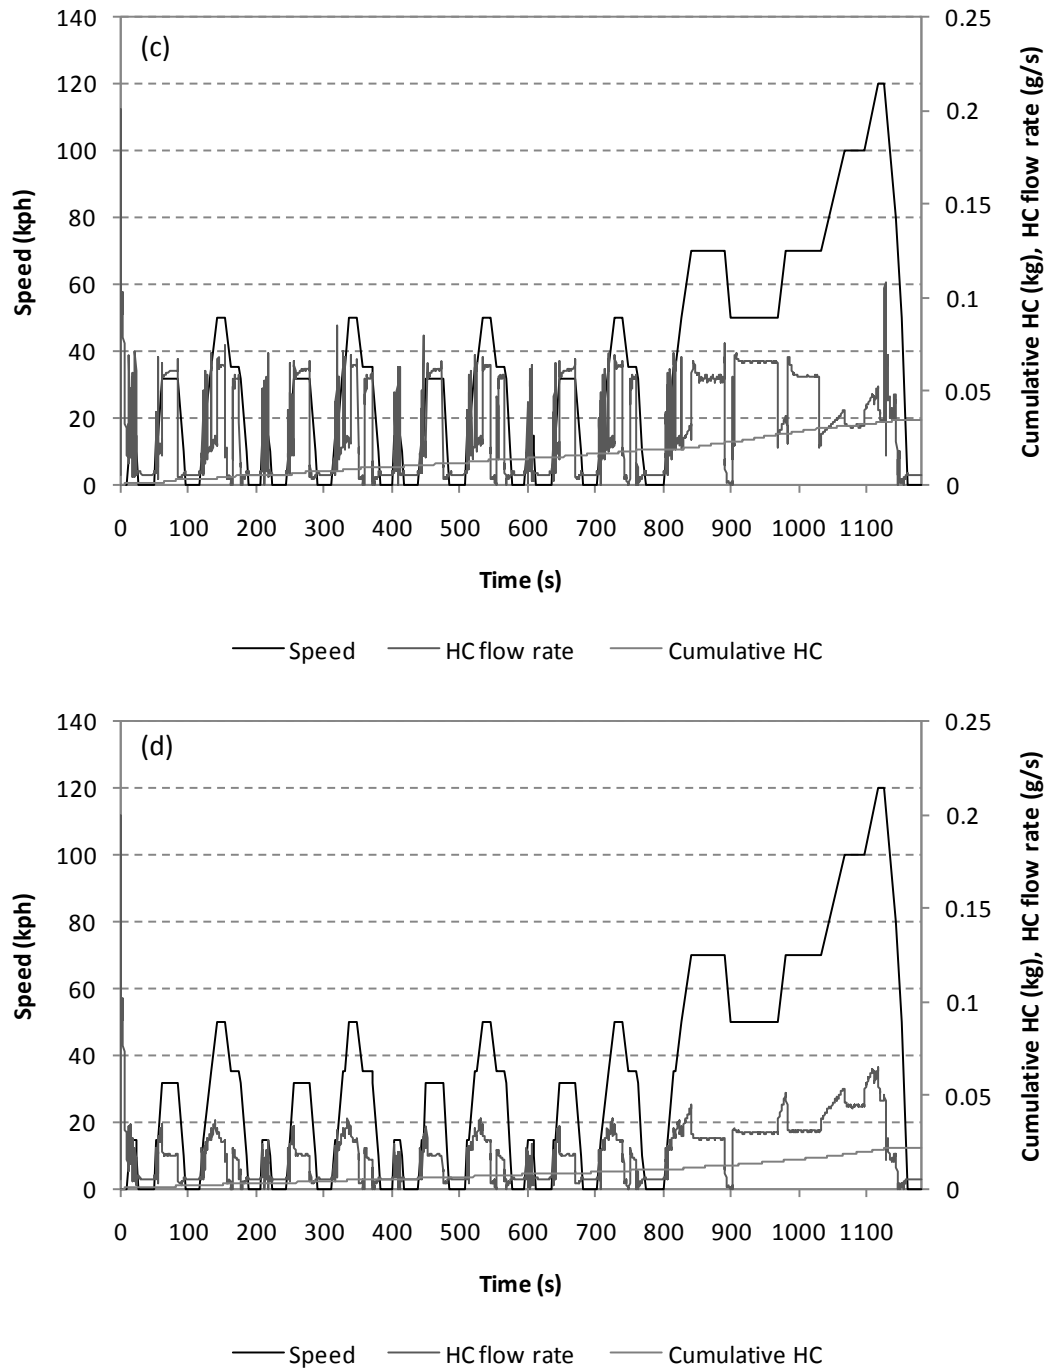 (c)
140
120
100
80
60
40
20
0
Speed (kph)
0.25
0.2
0.15
0.1
0.05
0
Cumulative HC (kg), HC flow rate (g/s)
0 100 200 300 400 500 600 700 800 900 1000 1100
Time (s)
Speed HC flow rate Cumulative HC
(d)
140
120
100
80
60
40
20
0
Speed (kph)
0.25
0.2
0.15
0.1
0.05
0
Cumulative HC (kg), HC flow rate (g/s)
0 100 200 300 400 500 600 700 800 900 1000 1100
Time (s)
Speed HC flow rate Cumulative HC